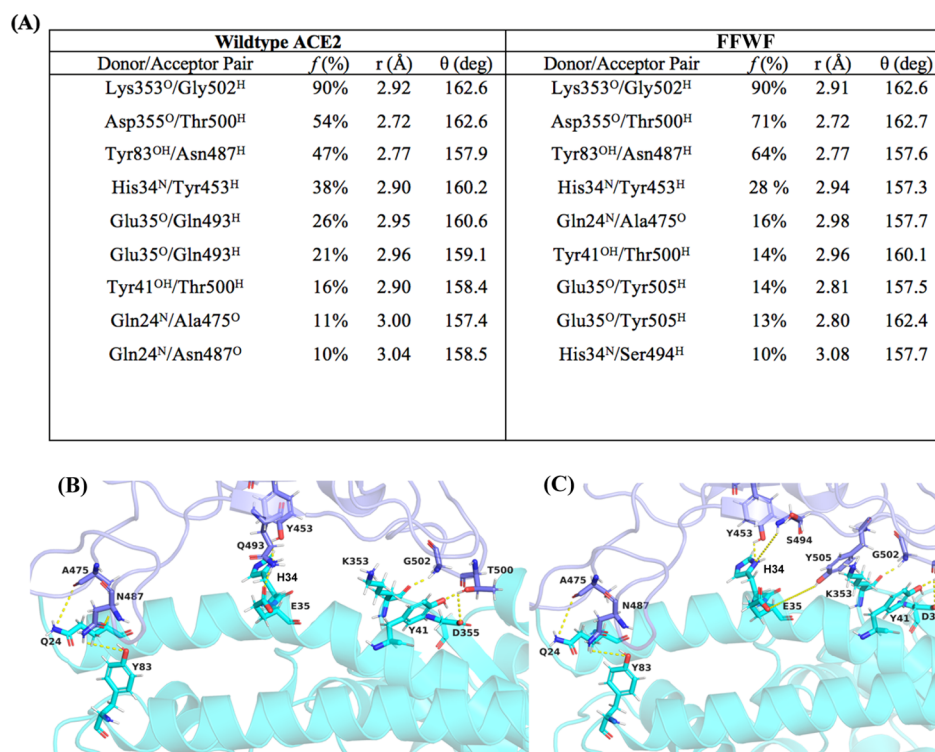 (A)
Wildtype ACE2 FFWF
Donor/Acceptor Pair f (%) r (Å) θ (deg) Donor/Acceptor Pair f (%) r (Å) θ (deg)
Lys353ᴼ/Gly502ᴴ 90% 2.92 162.6 Lys353ᴼ/Gly502ᴴ 90% 2.91 162.6
Asp355ᴼ/Thr500ᴴ 54% 2.72 162.6 Asp355ᴼ/Thr500ᴴ 71% 2.72 162.7
Tyr83ᴼᴴ/Asn487ᴴ 47% 2.77 157.9 Tyr83ᴼᴴ/Asn487ᴴ 64% 2.77 157.6
His34ᴺ/Tyr453ᴴ 38% 2.90 160.2 His34ᴺ/Tyr453ᴴ 28 % 2.94 157.3
Glu35ᴼ/Gln493ᴴ 26% 2.95 160.6 Gln24ᴺ/Ala475ᴼ 16% 2.98 157.7
Glu35ᴼ/Gln493ᴴ 21% 2.96 159.1 Tyr41ᴼᴴ/Thr500ᴴ 14% 2.96 160.1
Tyr41ᴼᴴ/Thr500ᴴ 16% 2.90 158.4 Glu35ᴼ/Tyr505ᴴ 14% 2.81 157.5
Gln24ᴺ/Ala475ᴼ 11% 3.00 157.4 Glu35ᴼ/Tyr505ᴴ 13% 2.80 162.4
Gln24ᴺ/Asn487ᴼ 10% 3.04 158.5 His34ᴺ/Ser494ᴴ 10% 3.08 157.7
(B)
Y453
Q493
H34
K353
G502
T500
A475
N487
E35
Q24
Y41
D355
Y83
(C)
Y453
S494
H34
Y505
G502
A475
N487
E35
K353
Q24
Y41
D3
Y83